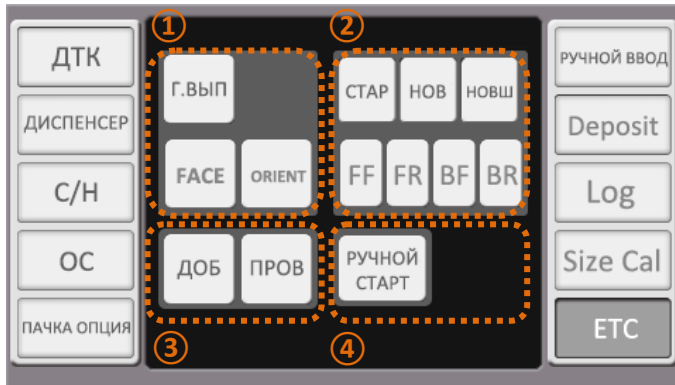 ДТК
ДИСПЕНСЕР
С/Н
ОС
ПАЧКА ОПЦИЯ
①
Г.ВЫП
FACE ORIENT
②
СТАР НОВ НОВШ
FF FR BF BR
ДОБ ПРОВ
③
РУЧНОЙ
СТАРТ
④
РУЧНОЙ ВВОД
Deposit
Log
Size Cal
ETC